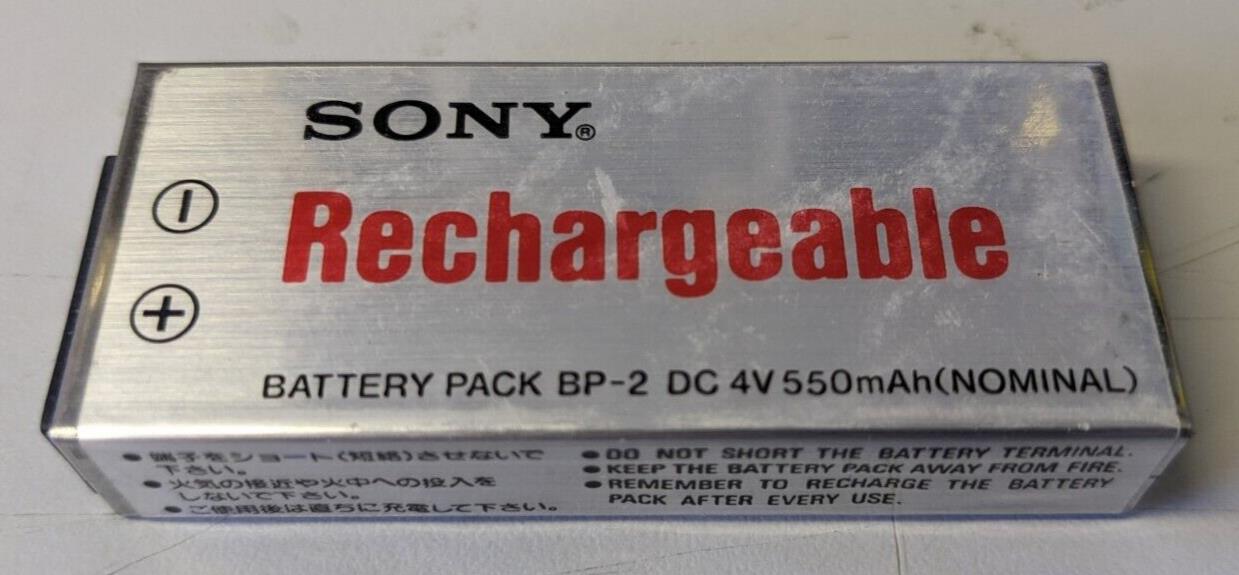 SONY®
Rechargeable
BATTERY PACK BP-2 DC 4V 550mAh(NOMINAL)
●端子をショート(短絡)させないで
下さい。
●火気の接近や火中への投入を
しないで下さい。
●ご使用後は直ちに充電して下さい。
●DO NOT SHORT THE BATTERY TERMINAL.
●KEEP THE BATTERY PACK AWAY FROM FIRE.
●REMEMBER TO RECHARGE THE BATTERY
PACK AFTER EVERY USE.